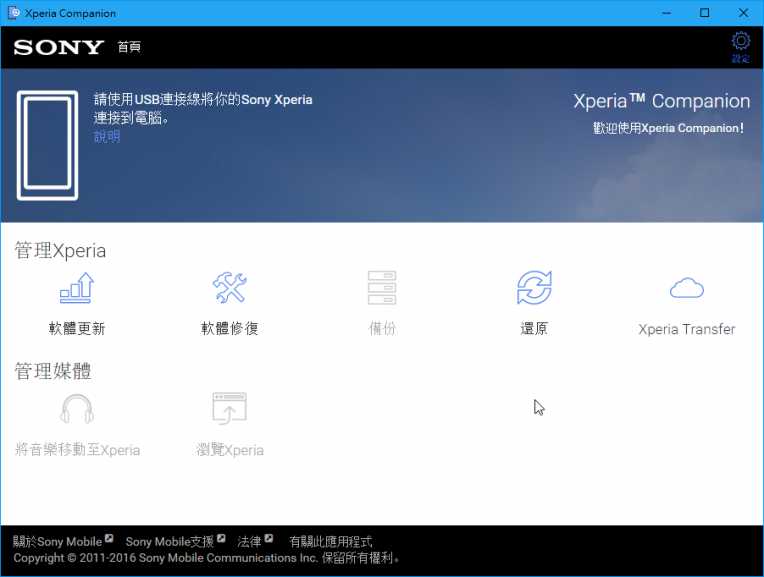 Xperia Companion
SONY 首頁
設定
請使用USB連接線將你的Sony Xperia
連接到電腦。
說明
Xperia™ Companion
歡迎使用Xperia Companion!
管理Xperia
軟體更新 軟體修復 備份 還原 Xperia Transfer
管理媒體
將音樂移動至Xperia 瀏覽Xperia
關於Sony Mobile Sony Mobile支援 法律 有關此應用程式
Copyright © 2011-2016 Sony Mobile Communications Inc. 保留所有權利。